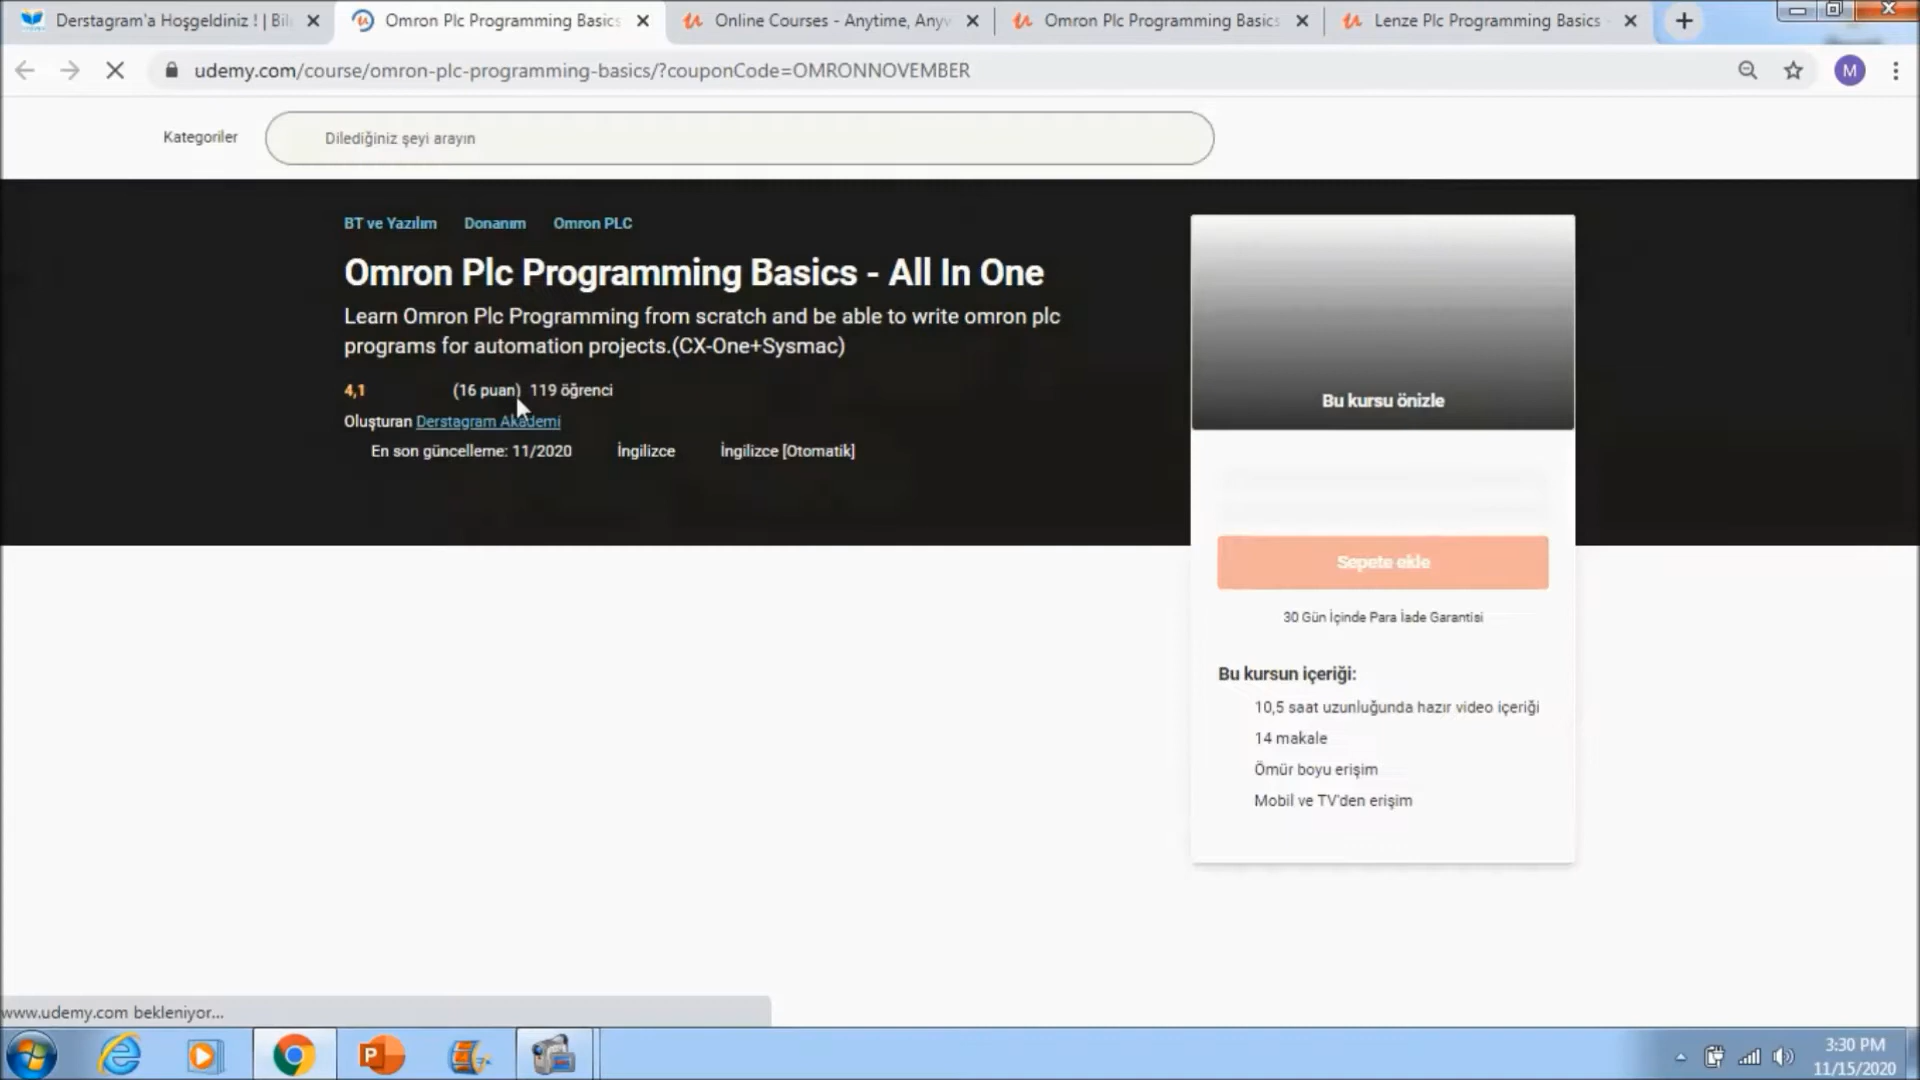 Derstagram'a Hoşgeldiniz ! | Bil
Omron Plc Programming Basics
Online Courses - Anytime, Anyw
Omron Plc Programming Basics
Lenze Plc Programming Basics -
udemy.com/course/omron-plc-programming-basics/?couponCode=OMRONNOVEMBER
M
Kategoriler
Dilediğiniz şeyi arayın
BT ve Yazılım Donanım Omron PLC
Omron Plc Programming Basics - All In One
Learn Omron Plc Programming from scratch and be able to write omron plc
programs for automation projects.(CX-One+Sysmac)
4,1 (16 puan) 119 öğrenci
Oluşturan Derstagram Akademi
En son güncelleme: 11/2020 İngilizce İngilizce [Otomatik]
Bu kursu önizle
Sepete ekle
30 Gün İçinde Para İade Garantisi
Bu kursun içeriği:
10,5 saat uzunluğunda hazır video içeriği
14 makale
Ömür boyu erişim
Mobil ve TV'den erişim
www.udemy.com bekleniyor...
3:30 PM
11/15/2020